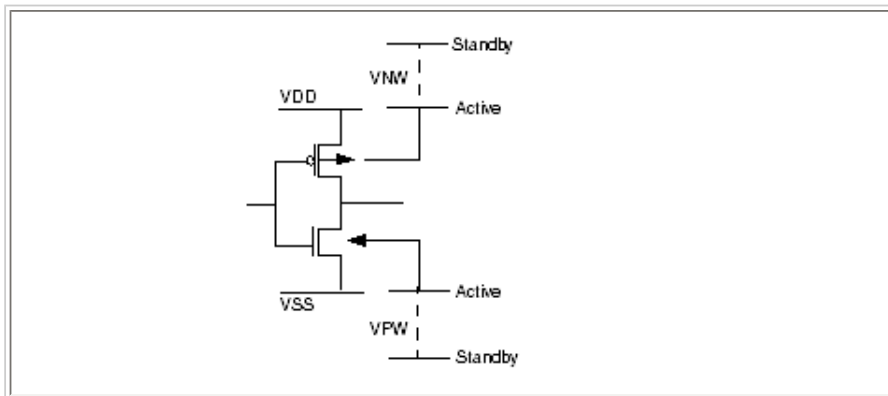 Standby
VNW
VDD
Active
VSS
Active
VPW
Standby